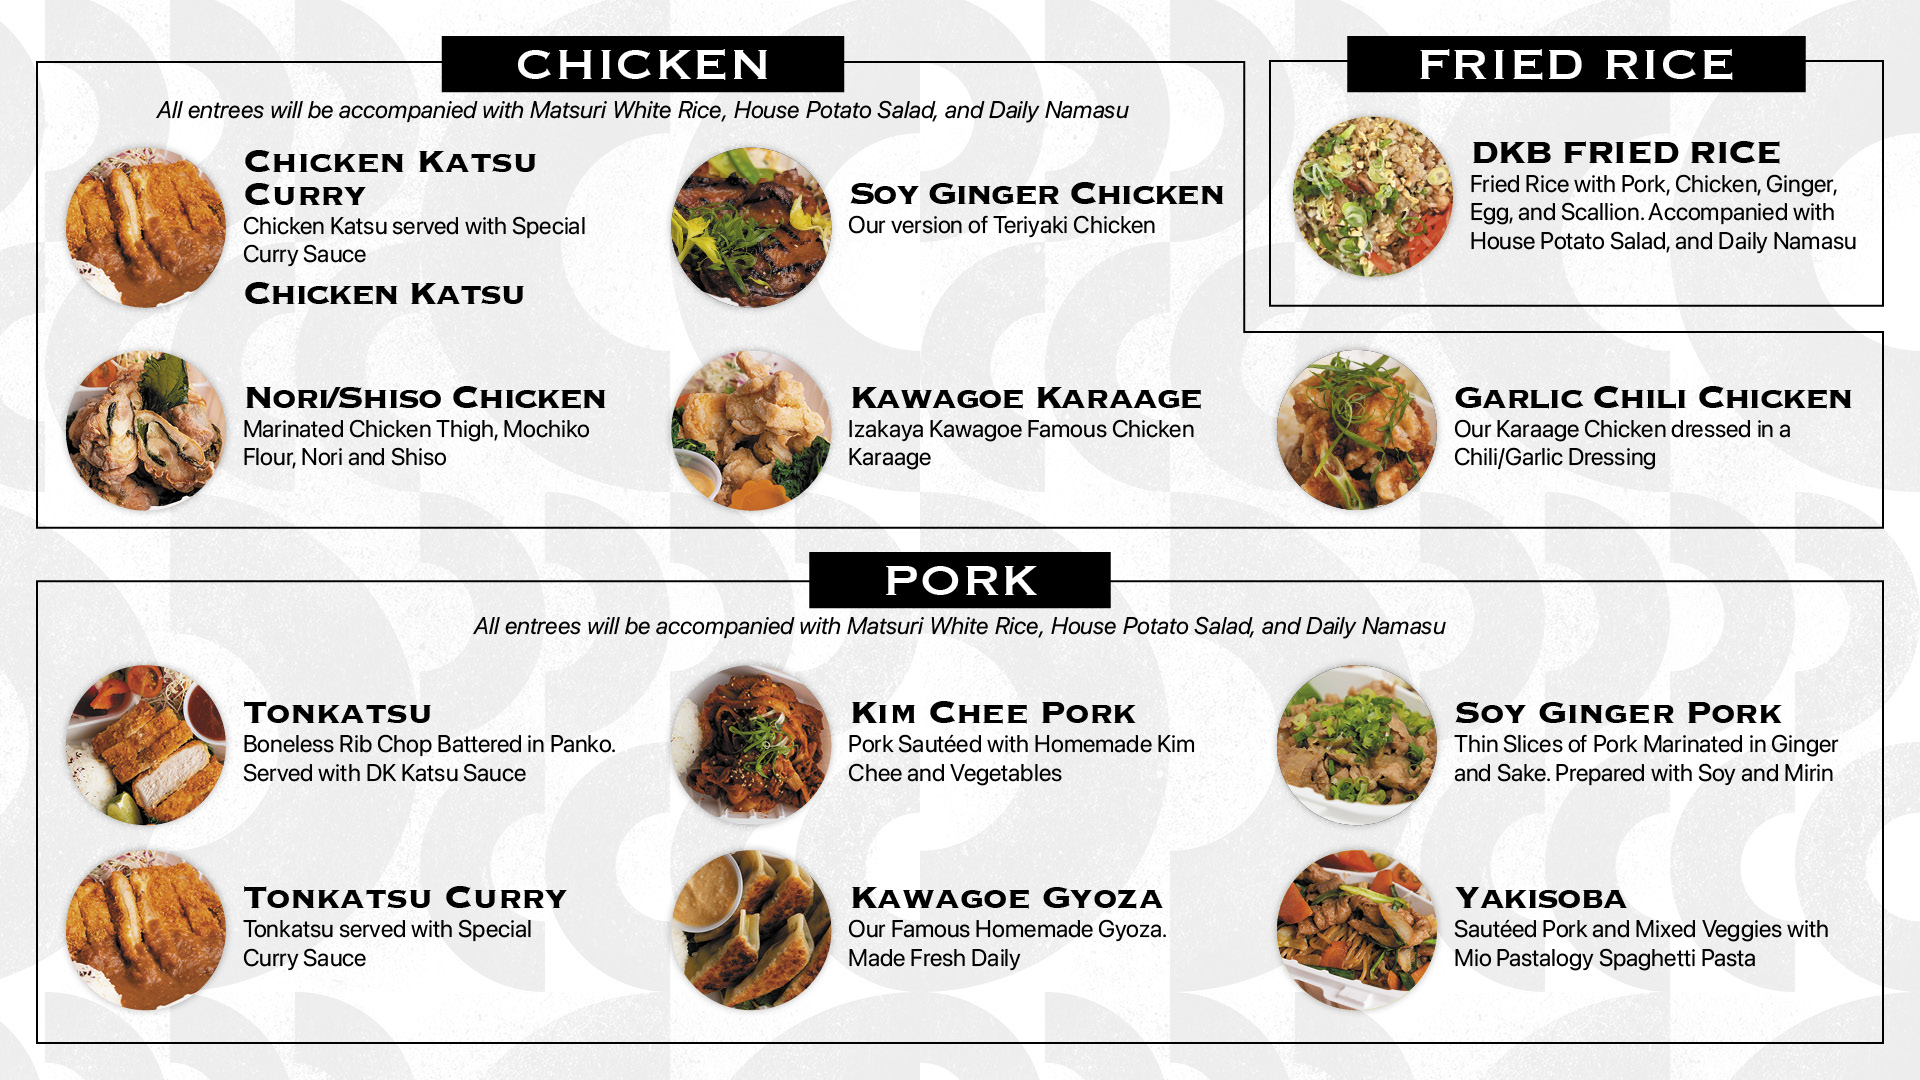 CHICKEN
All entrees will be accompanied with Matsuri White Rice, House Potato Salad, and Daily Namasu
CHICKEN KATSU
CURRY
Chicken Katsu served with Special
Curry Sauce
CHICKEN KATSU
SOY GINGER CHICKEN
Our version of Teriyaki Chicken
FRIED RICE
DKB FRIED RICE
Fried Rice with Pork, Chicken, Ginger,
Egg, and Scallion. Accompanied with
House Potato Salad, and Daily Namasu
NORI/SHISO CHICKEN
Marinated Chicken Thigh, Mochiko
Flour, Nori and Shiso
KAWAGOE KARAAGE
Izakaya Kawagoe Famous Chicken
Karaage
GARLIC CHILI CHICKEN
Our Karaage Chicken dressed in a
Chili/Garlic Dressing
PORK
All entrees will be accompanied with Matsuri White Rice, House Potato Salad, and Daily Namasu
TONKATSU
Boneless Rib Chop Battered in Panko.
Served with DK Katsu Sauce
KIM CHEE PORK
Pork Sautéed with Homemade Kim
Chee and Vegetables
SOY GINGER PORK
Thin Slices of Pork Marinated in Ginger
and Sake. Prepared with Soy and Mirin
TONKATSU CURRY
Tonkatsu served with Special
Curry Sauce
KAWAGOE GYOZA
Our Famous Homemade Gyoza.
Made Fresh Daily
YAKISOBA
Sautéed Pork and Mixed Veggies with
Mio Pastalogy Spaghetti Pasta